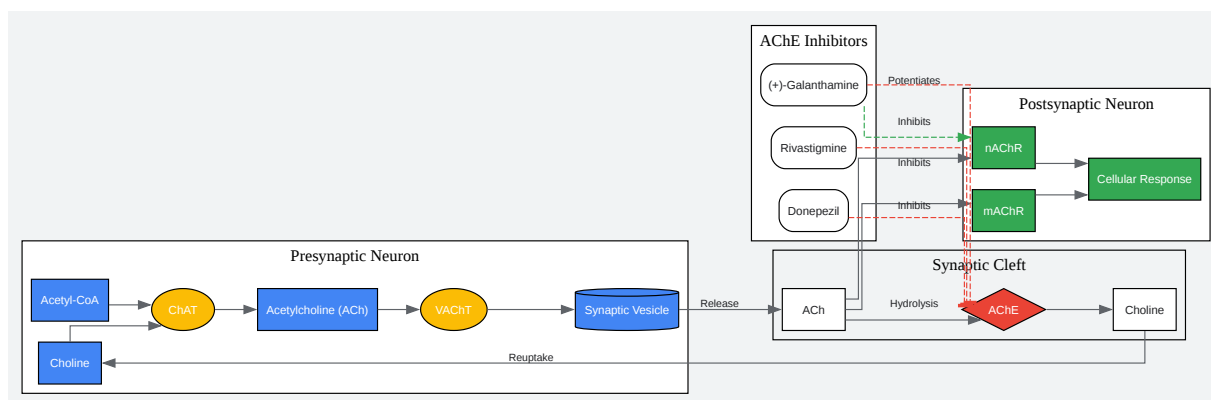 AChE Inhibitors
(+)-Galanthamine
Potentiates
Postsynaptic Neuron
Inhibits
nAChR
Rivastigmine
Inhibits
Cellular Response
Donepezil
Inhibits
mAChR
Presynaptic Neuron
Synaptic Cleft
Acetyl-CoA
ChAT
Acetylcholine (ACh)
VAChT
Synaptic Vesicle
Release
ACh
Hydrolysis
AChE
Choline
Choline
Reuptake